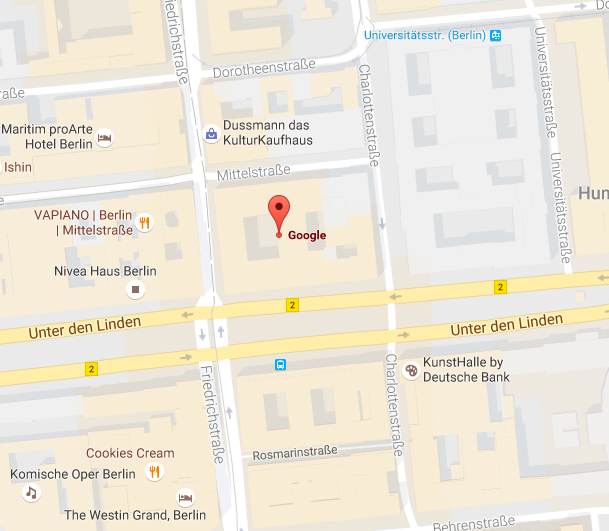 Do
Universitätsstr. (Berlin)
Friedrichstraße
Dorotheenstraße
Charlottenstraße
Universitätsstraße
Maritim proArte
Hotel Berlin
Dussmann das
KulturKaufhaus
Ishin
Mittelstraße
Universitätsstraße
Hum
VAPIANO | Berlin
| Mittelstraße
Google
Nivea Haus Berlin
2
2
Unter den Linden
Unter den Linden
2
Friedrichstraße
Charlottenstraße
KunstHalle by
Deutsche Bank
Cookies Cream
Rosmarinstraße
Komische Oper Berlin
The Westin Grand, Berlin
Behrenstraße